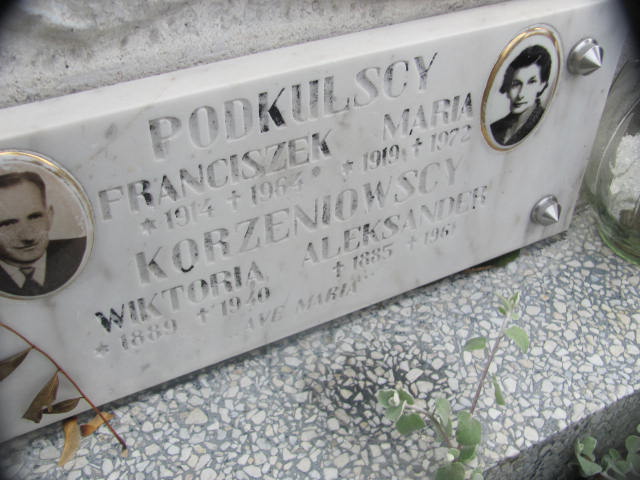 PODKULSCY
FRANCISZEK MARIA
*1914 +1964 *1919 +1972
KORZENIOWSCY
WIKTORIA ALEKSANDER
*1889 +1940 +1885 +1961
AVE MARIA